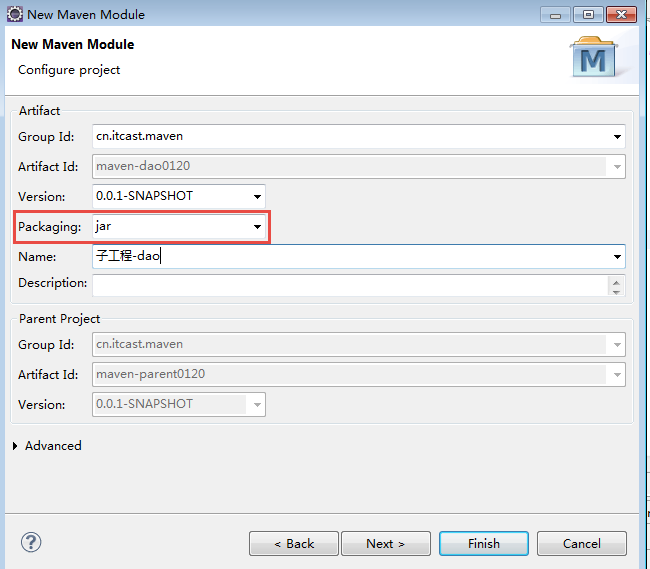 New Maven Module
New Maven Module
Configure project
M
Artifact
Group Id: cn.itcast.maven
Artifact Id: maven-dao0120
Version: 0.0.1-SNAPSHOT
Packaging: jar
Name: 子工程-dao
Description:
Parent Project
Group Id: cn.itcast.maven
Artifact Id: maven-parent0120
Version: 0.0.1-SNAPSHOT
Advanced
? < Back Next > Finish Cancel